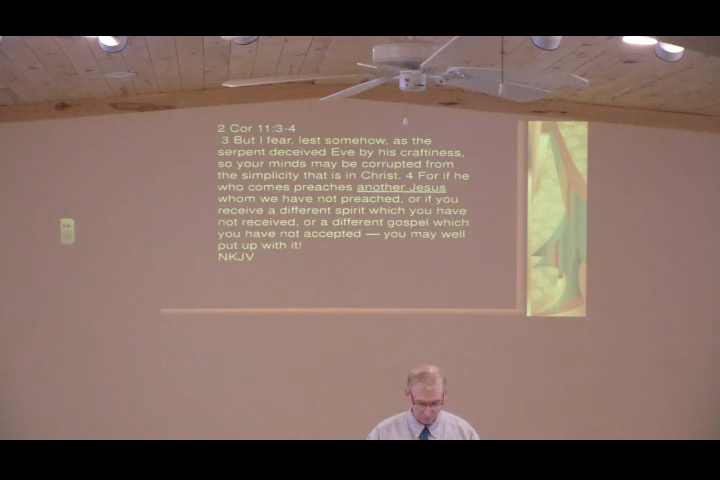 2 Cor 11:3-4
3 But I fear, lest somehow, as the
serpent deceived Eve by his craftiness,
so your minds may be corrupted from
the simplicity that is in Christ. 4 For if he
who comes preaches another Jesus
whom we have not preached, or if you
receive a different spirit which you have
not received, or a different gospel which
you have not accepted — you may well
put up with it!
NKJV